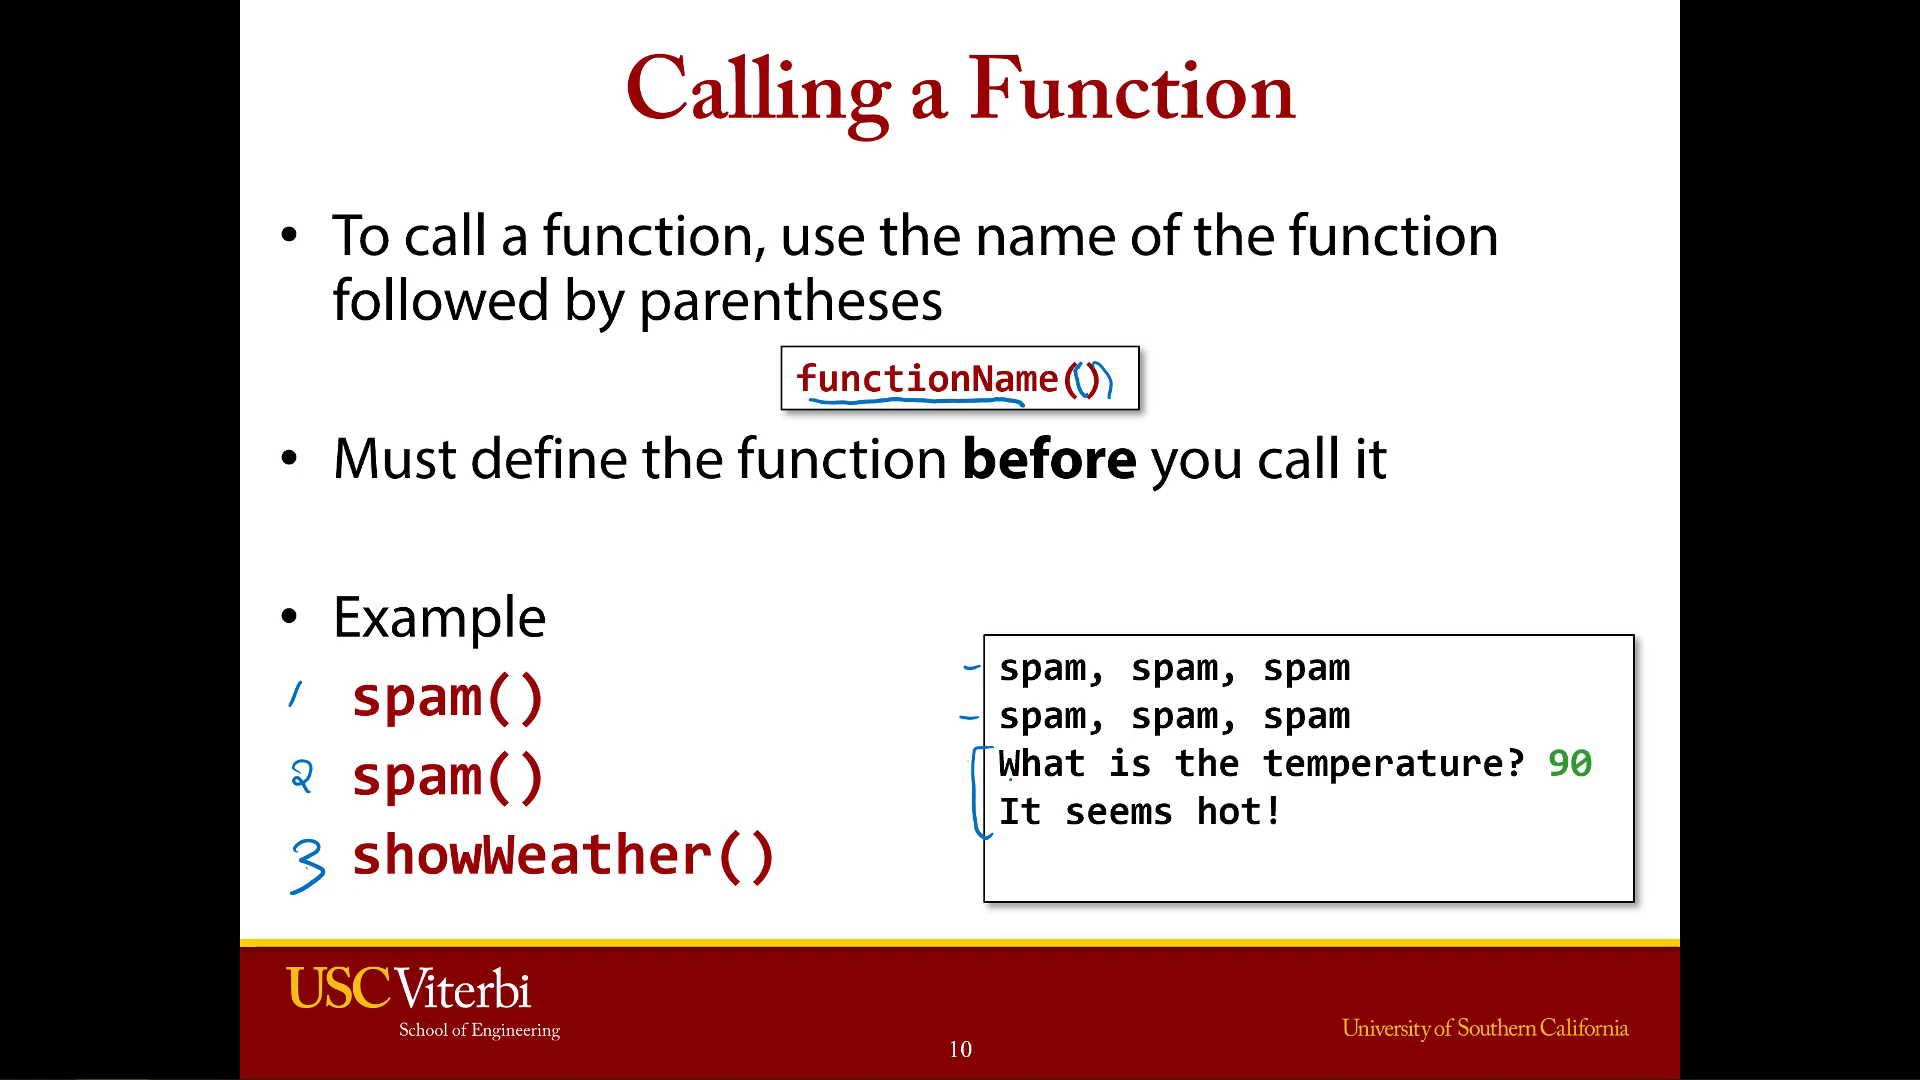 Calling a Function
• To call a function, use the name of the function
followed by parentheses
functionName()
• Must define the function before you call it
• Example
1 spam()
2 spam()
3 showWeather()
spam, spam, spam
spam, spam, spam
What is the temperature? 90
It seems hot!
USC Viterbi
School of Engineering
University of Southern California
10